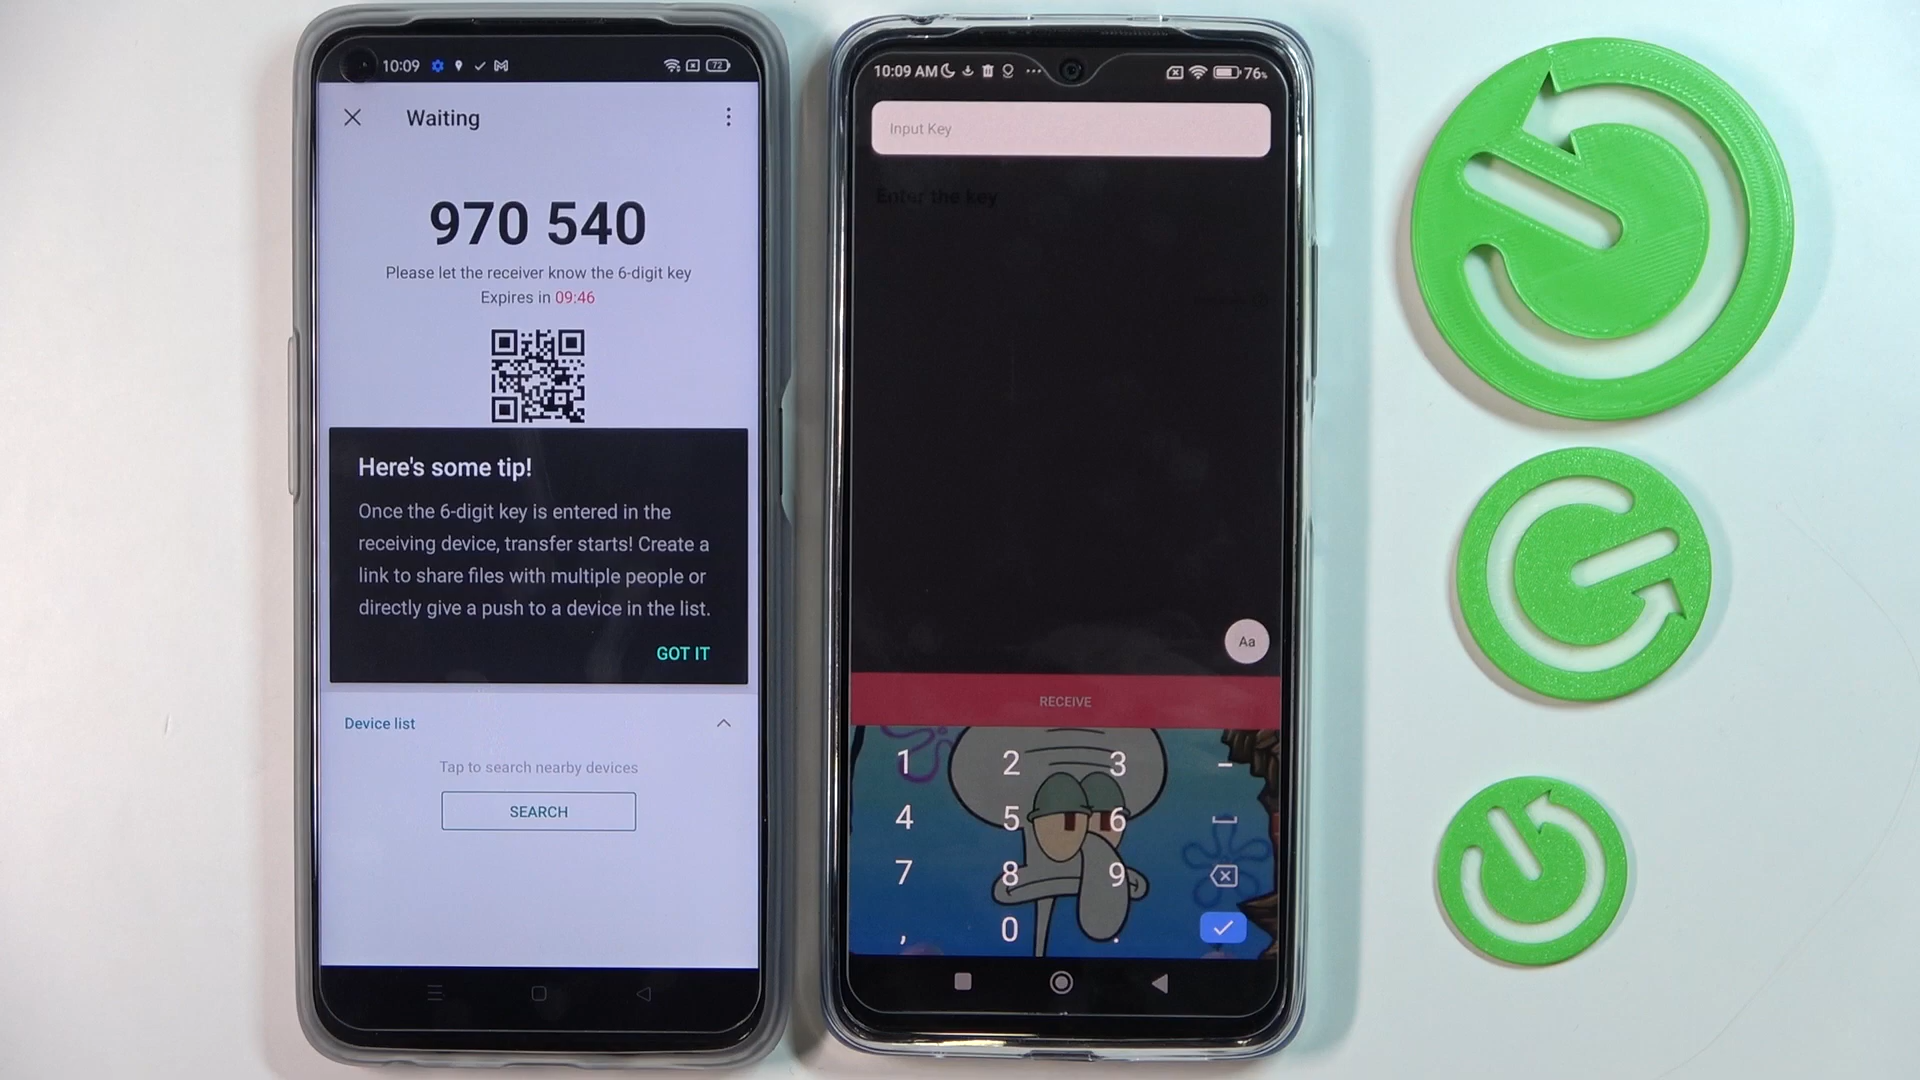 10:09
72
Waiting
970 540
Please let the receiver know the 6-digit key
Expires in 09:46
Here's some tip!
Once the 6-digit key is entered in the
receiving device, transfer starts! Create a
link to share files with multiple people or
directly give a push to a device in the list.
GOT IT
Device list
Tap to search nearby devices
SEARCH
10:09 AM
76%
Input Key
Enter the key
Aa
RECEIVE
1 2 3 -
4 5 6
7 8 9
, 0 .